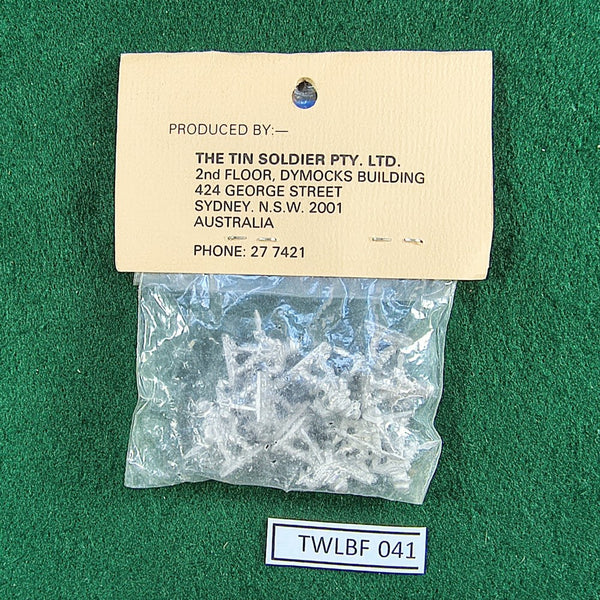 PRODUCED BY:—
THE TIN SOLDIER PTY. LTD.
2nd FLOOR, DYMOCKS BUILDING
424 GEORGE STREET
SYDNEY. N.S.W. 2001
AUSTRALIA
PHONE: 27 7421
TWLBF 041